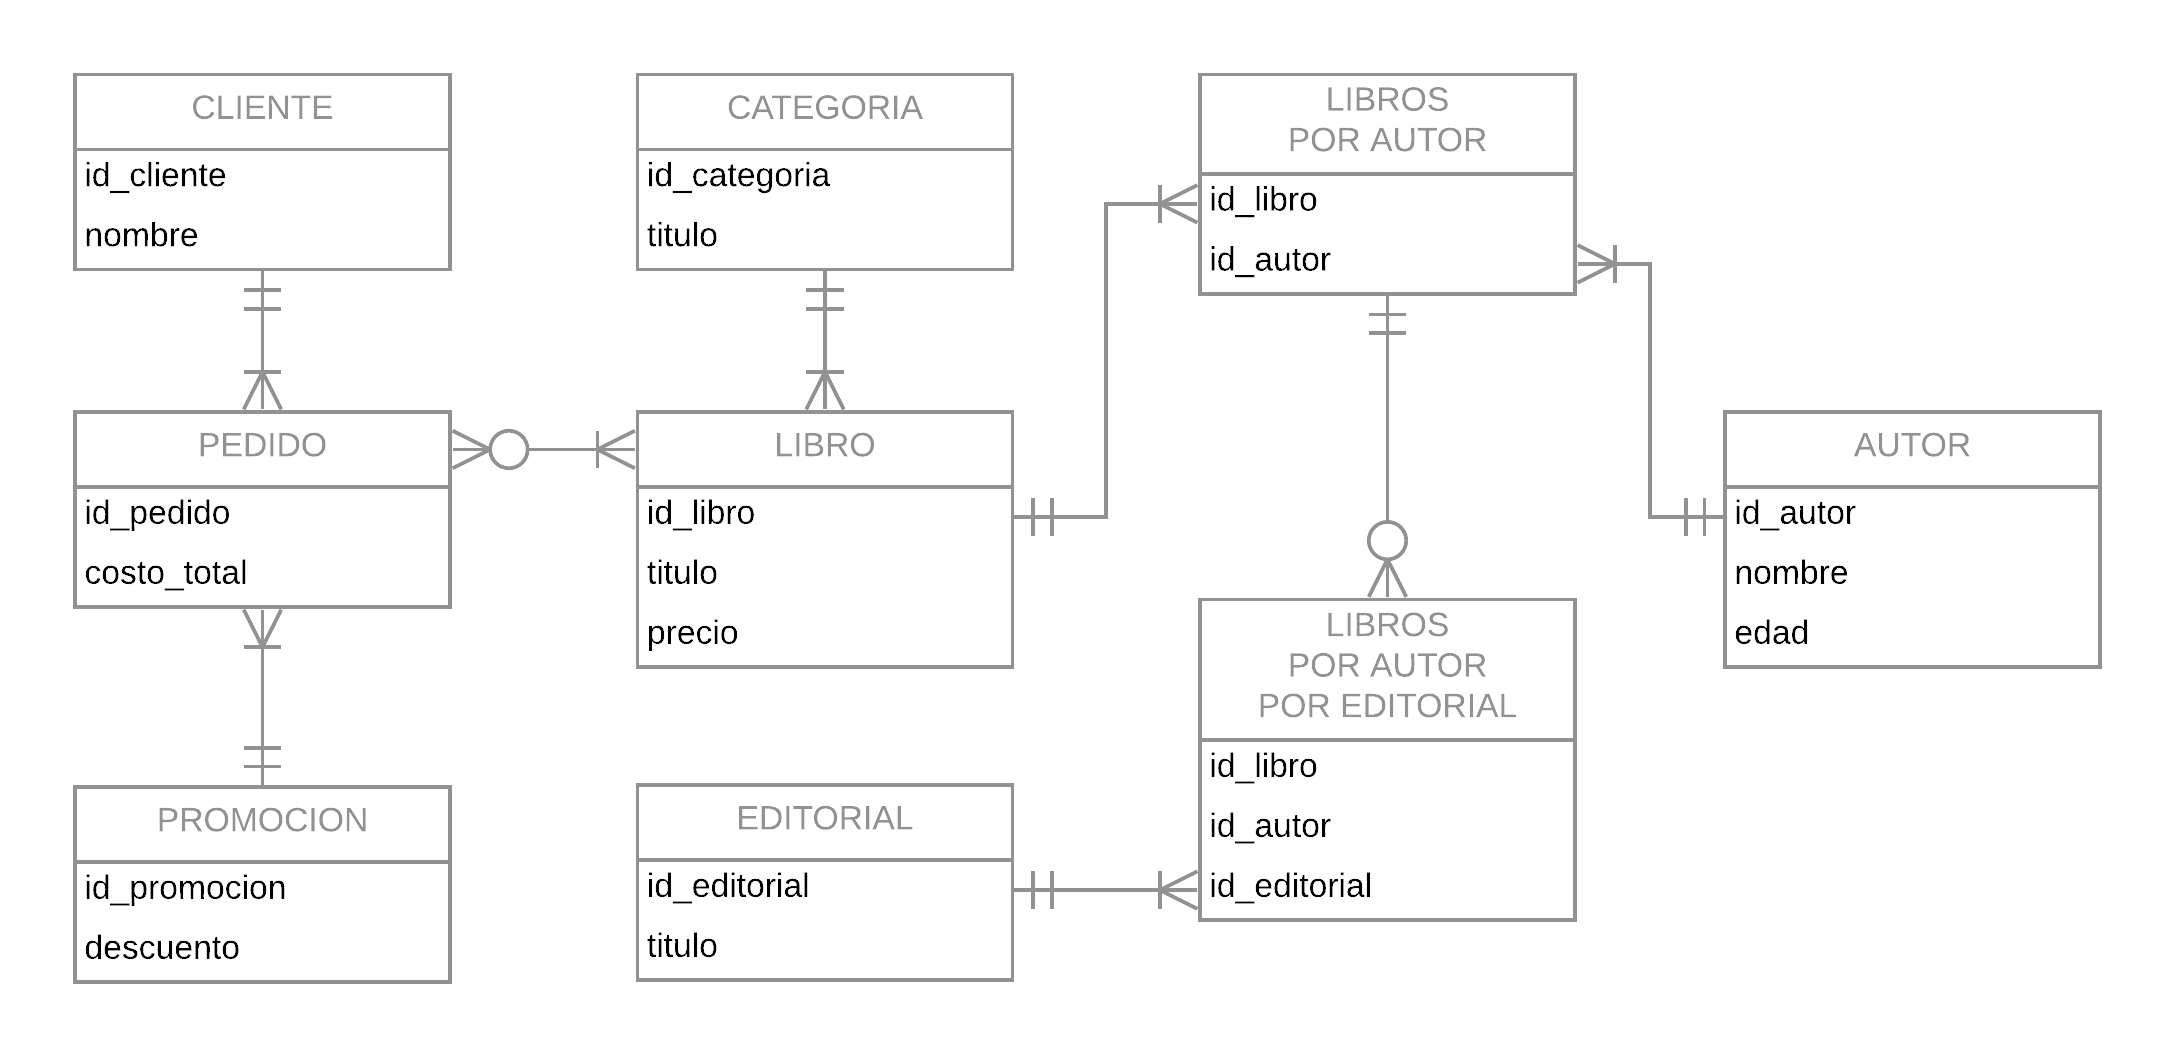 CLIENTE
id_cliente
nombre
CATEGORIA
id_categoria
titulo
LIBROS
POR AUTOR
id_libro
id_autor
PEDIDO
id_pedido
costo_total
LIBRO
id_libro
titulo
precio
AUTOR
id_autor
nombre
edad
LIBROS
POR AUTOR
POR EDITORIAL
id_libro
id_autor
id_editorial
PROMOCION
id_promocion
descuento
EDITORIAL
id_editorial
titulo